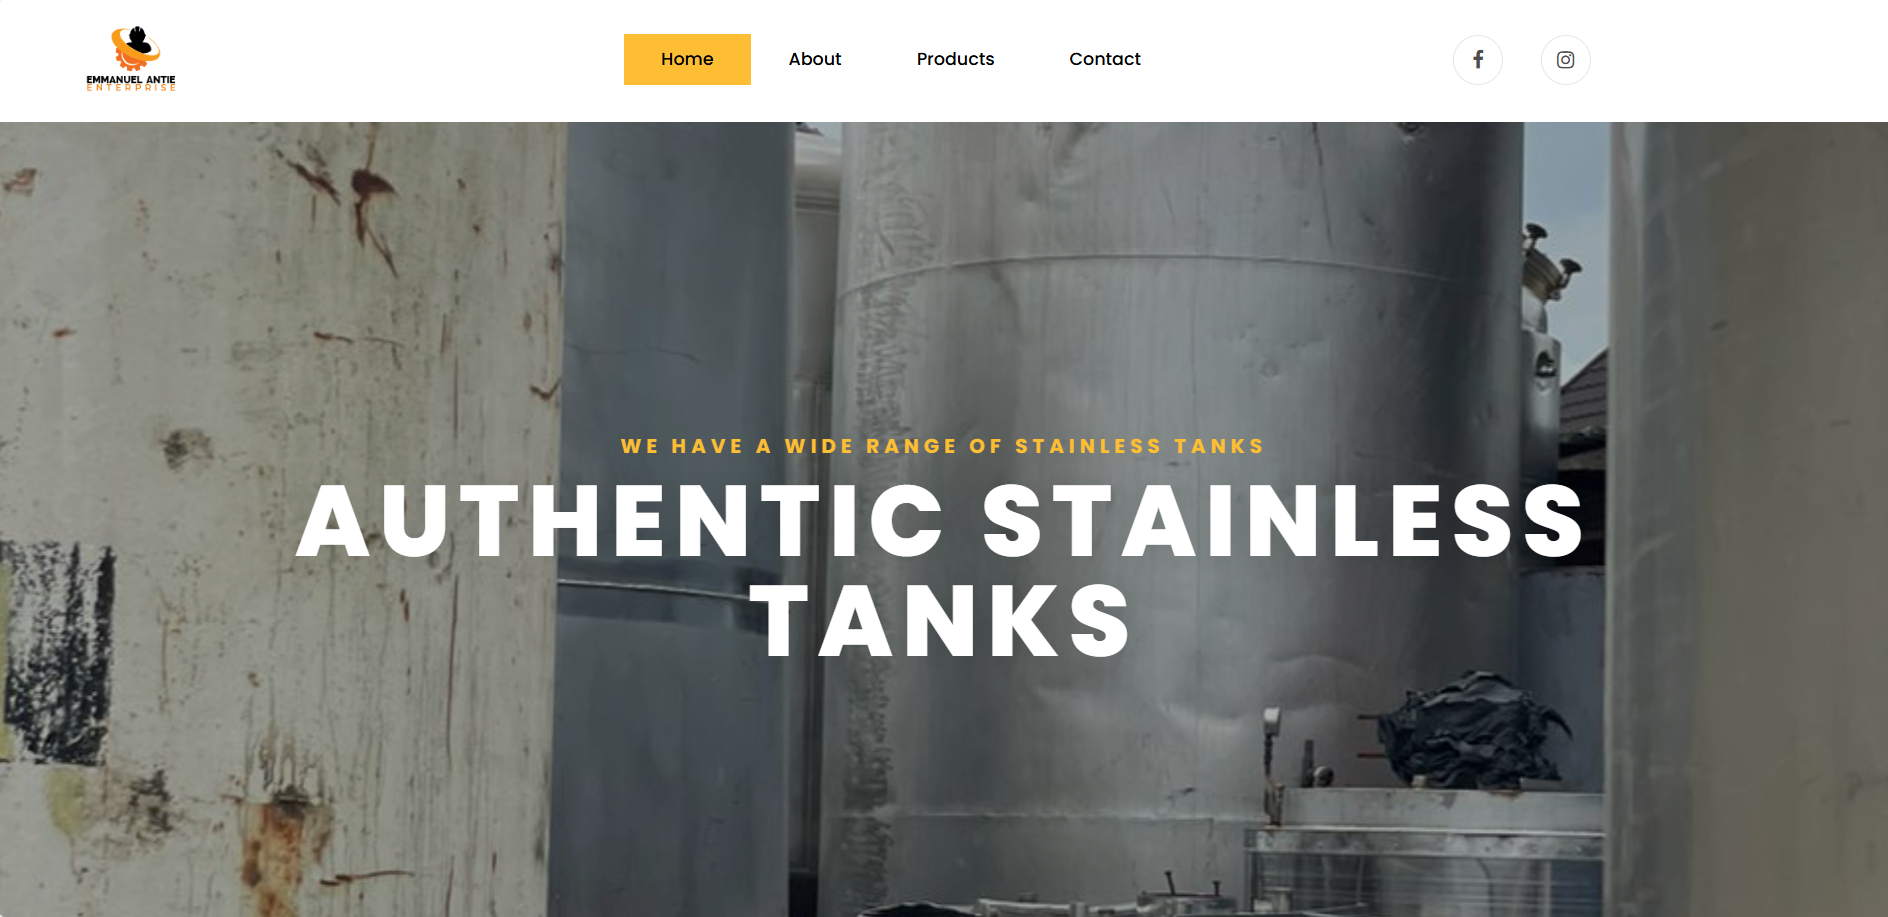 EMMANUEL ANTIE
ENTERPRISE
Home
About
Products
Contact
WE HAVE A WIDE RANGE OF STAINLESS TANKS
AUTHENTIC STAINLESS
TANKS